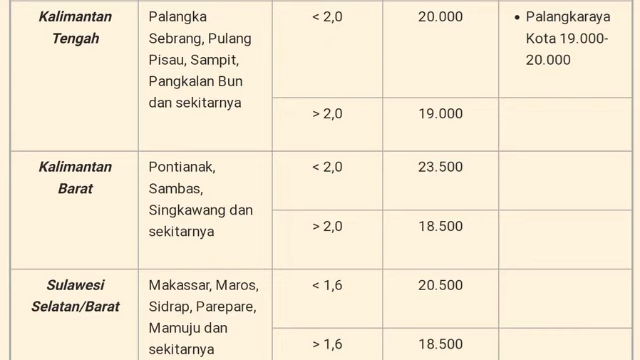 Kalimantan Tengah
Palangka Sebrang, Pulang Pisau, Sampit, Pangkalan Bun dan sekitarnya
< 2,0
20.000
• Palangkaraya Kota 19.000-20.000
> 2,0
19.000
Kalimantan Barat
Pontianak, Sambas, Singkawang dan sekitarnya
< 2,0
23.500
> 2,0
18.500
Sulawesi Selatan/Barat
Makassar, Maros, Sidrap, Parepare, Mamuju dan sekitarnya
< 1,6
20.500
> 1,6
18.500